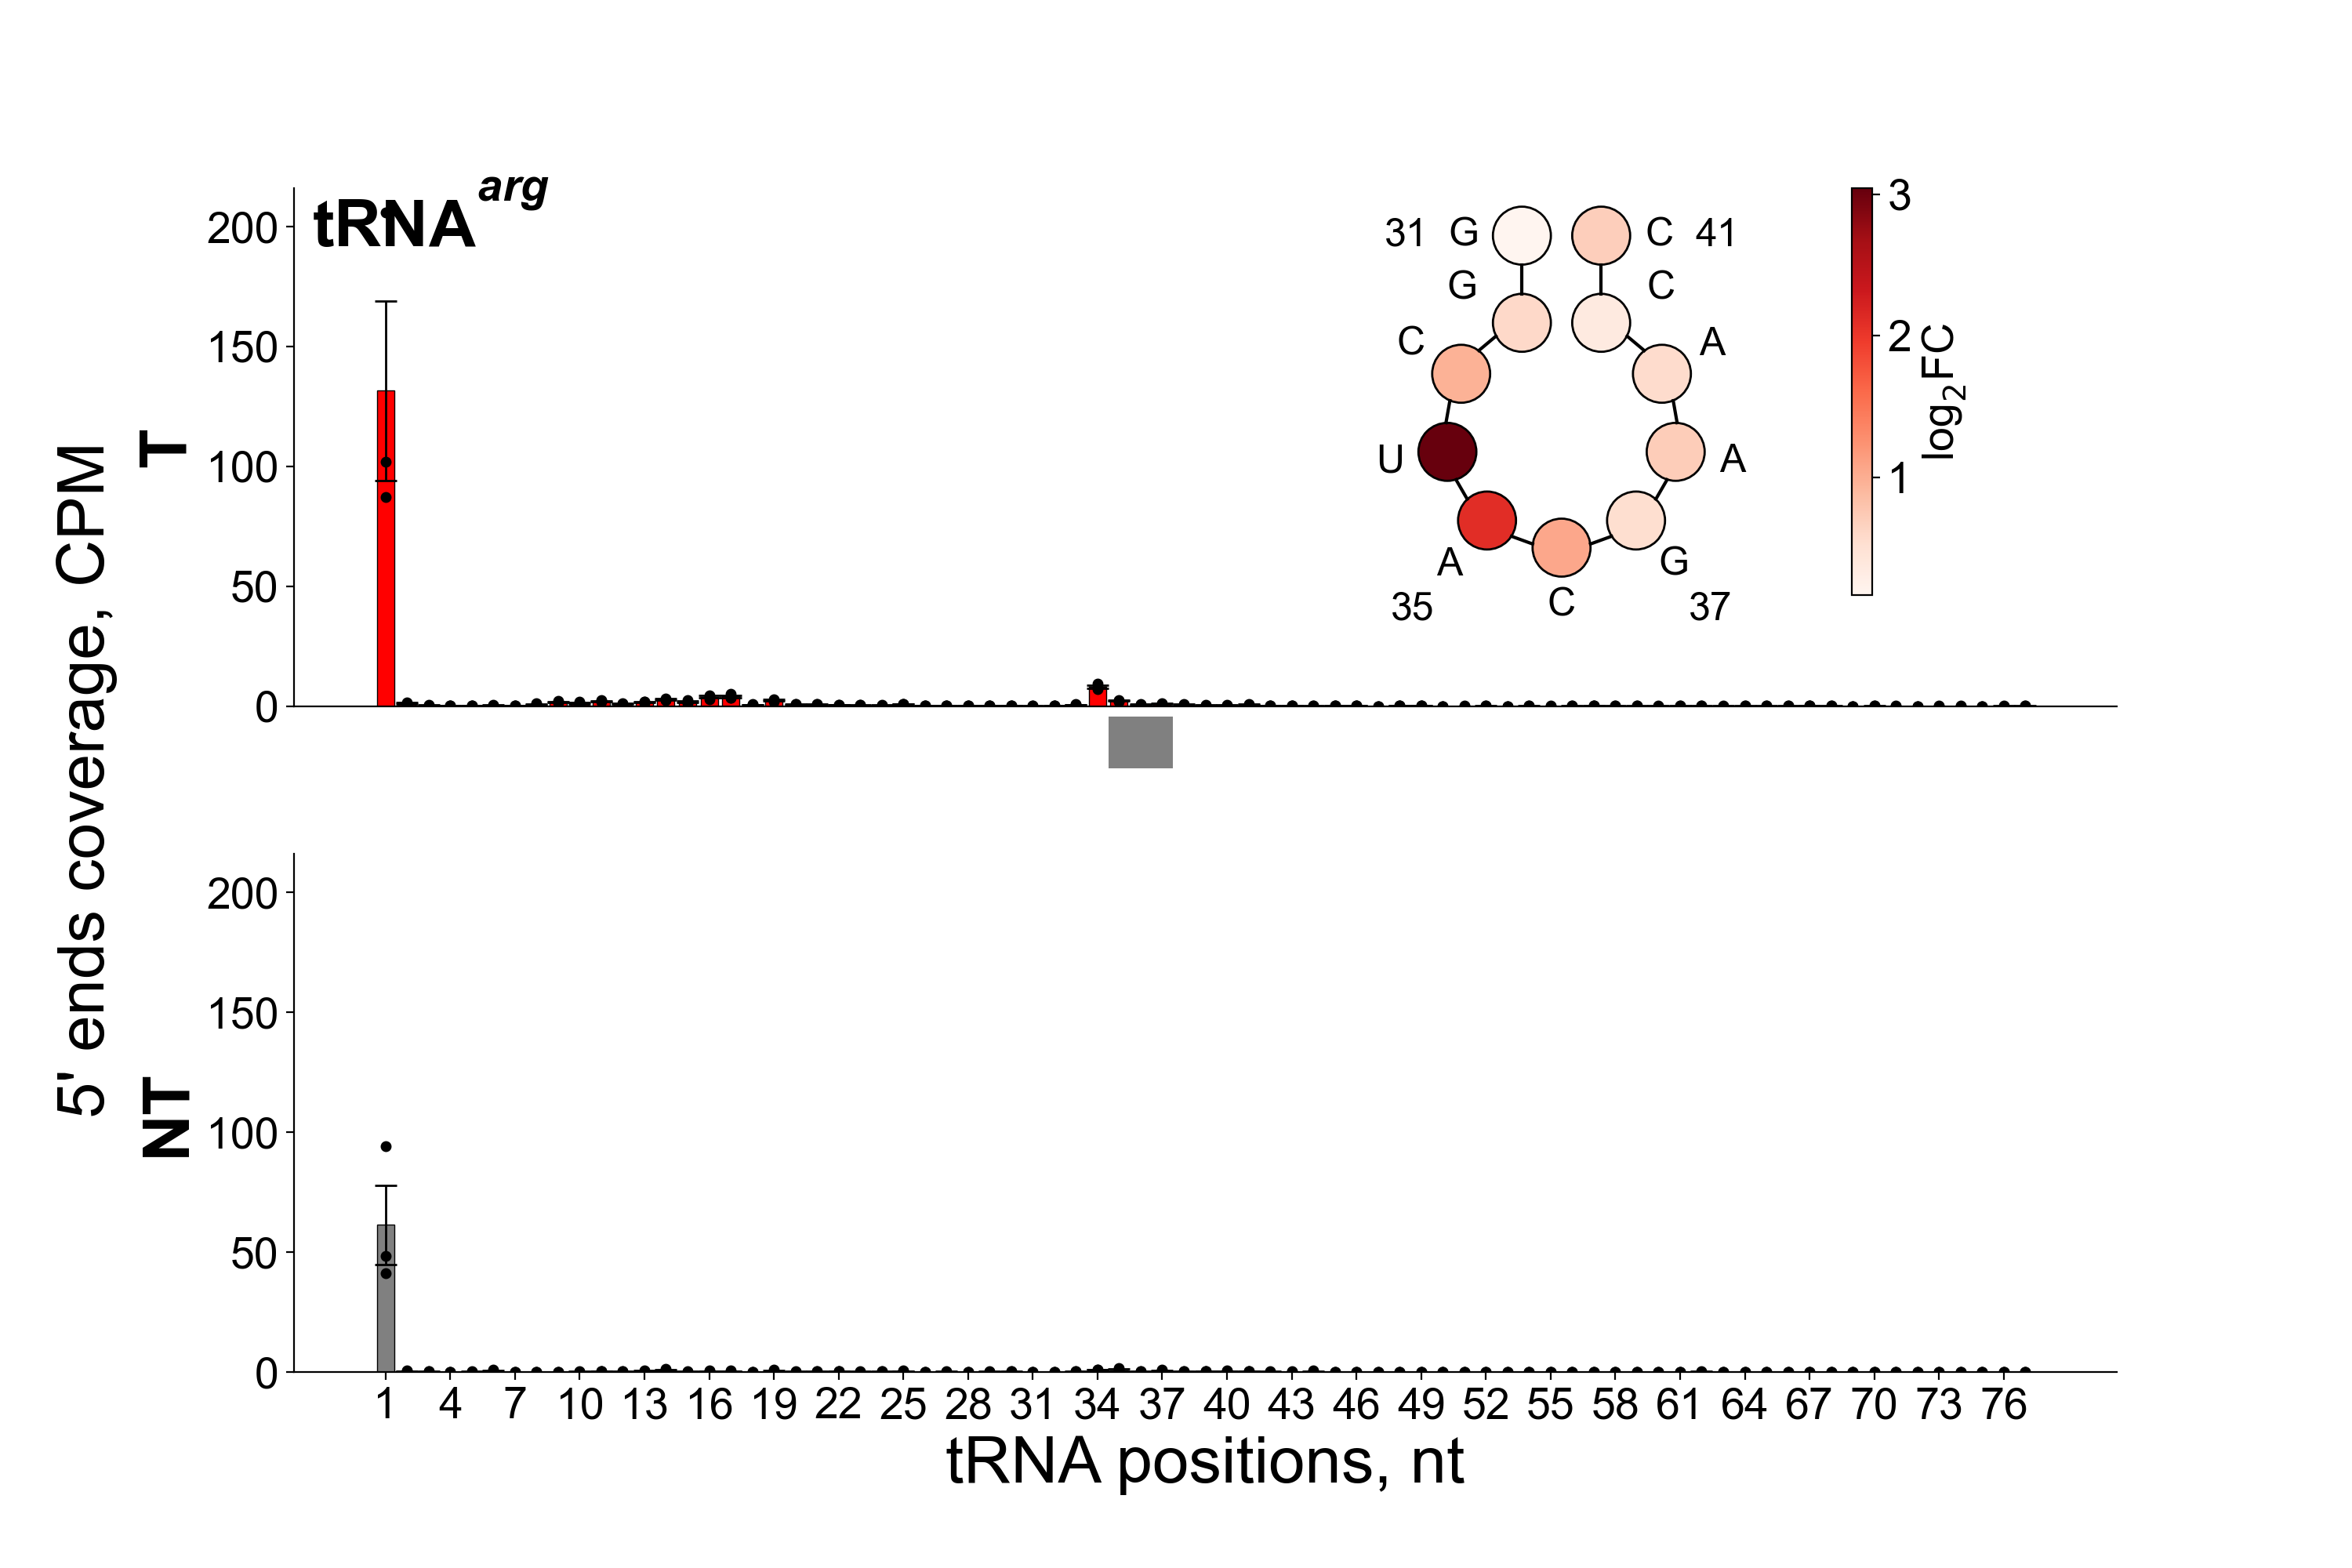 tRNA^arg
5' ends coverage, CPM
T
200
150
100
50
0
31 G C 41
G C
C A
U A
A G
35 C 37
3
2
1
log₂FC
NT
200
150
100
50
0
1 4 7 10 13 16 19 22 25 28 31 34 37 40 43 46 49 52 55 58 61 64 67 70 73 76
tRNA positions, nt